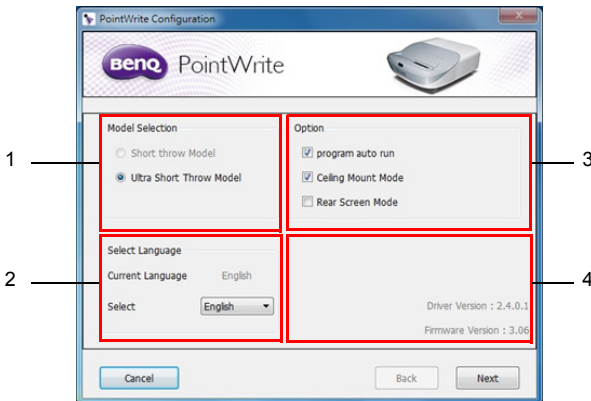 PointWrite Configuration
BenQ PointWrite
1
Model Selection
Short throw Model
Ultra Short Throw Model
Option
program auto run
Ceiling Mount Mode
Rear Screen Mode
3
2
Select Language
Current Language English
Select English
4
Driver Version : 2.4.0.1
Firmware Version : 3.06
Cancel
Back
Next